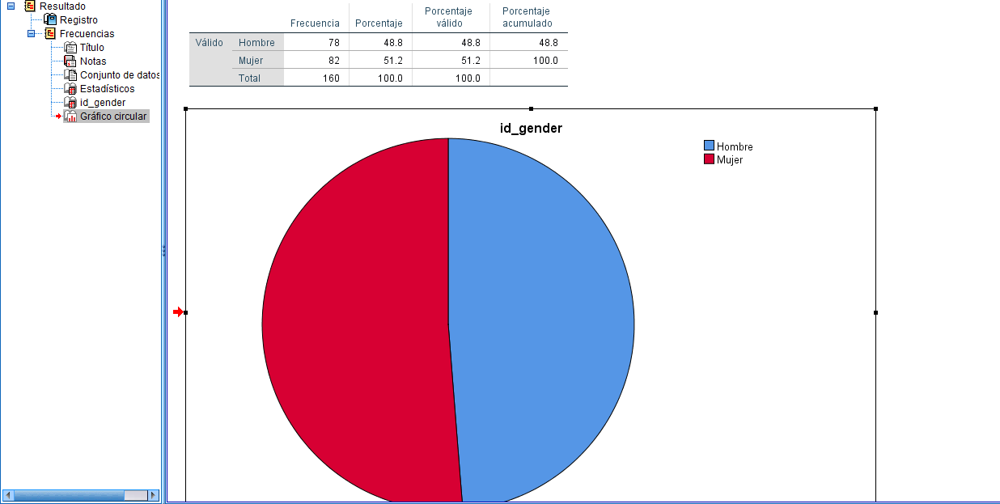 Resultado
Registro
Frecuencias
Título
Notas
Conjunto de datos
Estadísticos
id_gender
Gráfico circular
Frecuencia Porcentaje Porcentaje válido Porcentaje acumulado
Válido Hombre 78 48.8 48.8 48.8
Mujer 82 51.2 51.2 100.0
Total 160 100.0 100.0
id_gender
Hombre
Mujer